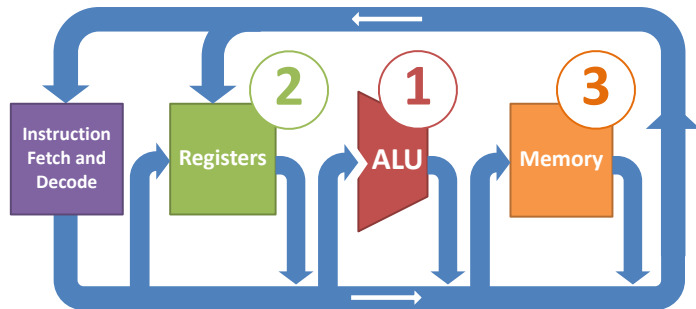 2
1
3
Instruction
Fetch and
Decode
Registers
ALU
Memory